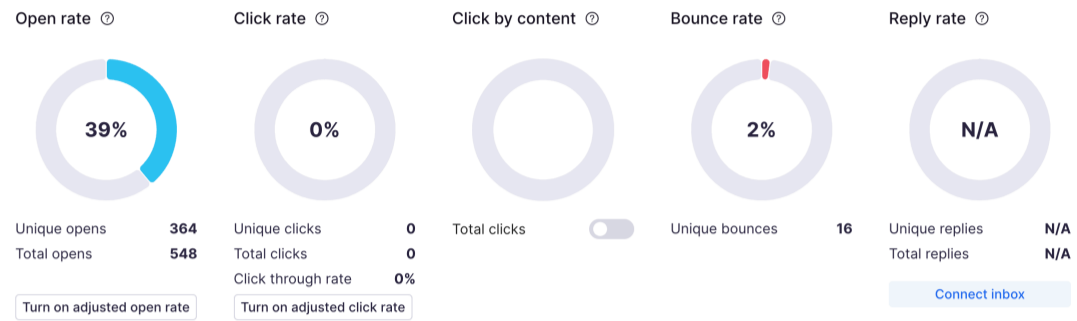 Open rate
39%
Unique opens 364
Total opens 548
Turn on adjusted open rate
Click rate
0%
Unique clicks 0
Total clicks 0
Click through rate 0%
Turn on adjusted click rate
Click by content
Total clicks
Bounce rate
2%
Unique bounces 16
Reply rate
N/A
Unique replies N/A
Total replies N/A
Connect inbox